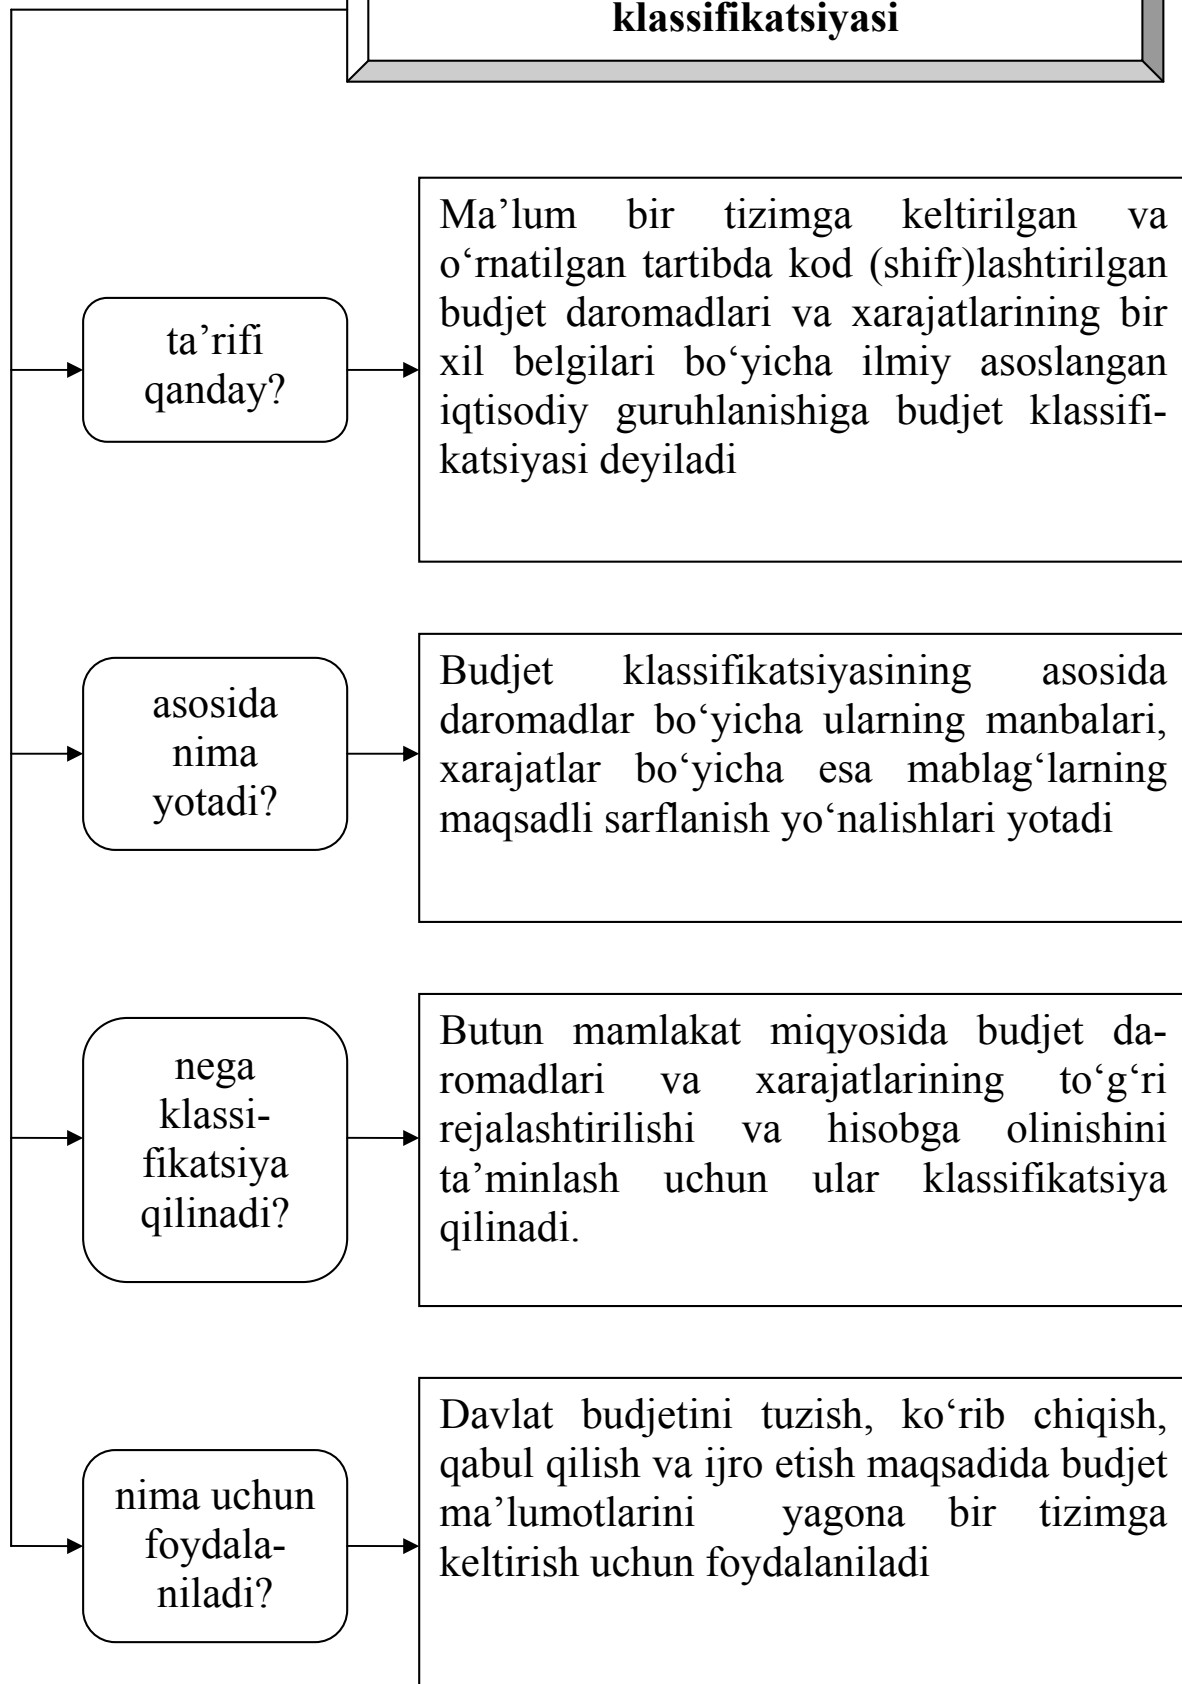 klassifikatsiyasi
ta’rifi
qanday?
Ma’lum bir tizimga keltirilgan va
o‘rnatilgan tartibda kod (shifr)lashtirilgan
budjet daromadlari va xarajatlarining bir
xil belgilari bo‘yicha ilmiy asoslangan
iqtisodiy guruhlanishiga budjet klassifi-
katsiyasi deyiladi
asosida
nima
yotadi?
Budjet klassifikatsiyasining asosida
daromadlar bo‘yicha ularning manbalari,
xarajatlar bo‘yicha esa mablag‘larning
maqsadli sarflanish yo‘nalishlari yotadi
nega
klassi-
fikatsiya
qilinadi?
Butun mamlakat miqyosida budjet da-
romadlari va xarajatlarining to‘g‘ri
rejalashtirilishi va hisobga olinishini
ta’minlash uchun ular klassifikatsiya
qilinadi.
nima uchun
foydala-
niladi?
Davlat budjetini tuzish, ko‘rib chiqish,
qabul qilish va ijro etish maqsadida budjet
ma’lumotlarini yagona bir tizimga
keltirish uchun foydalaniladi